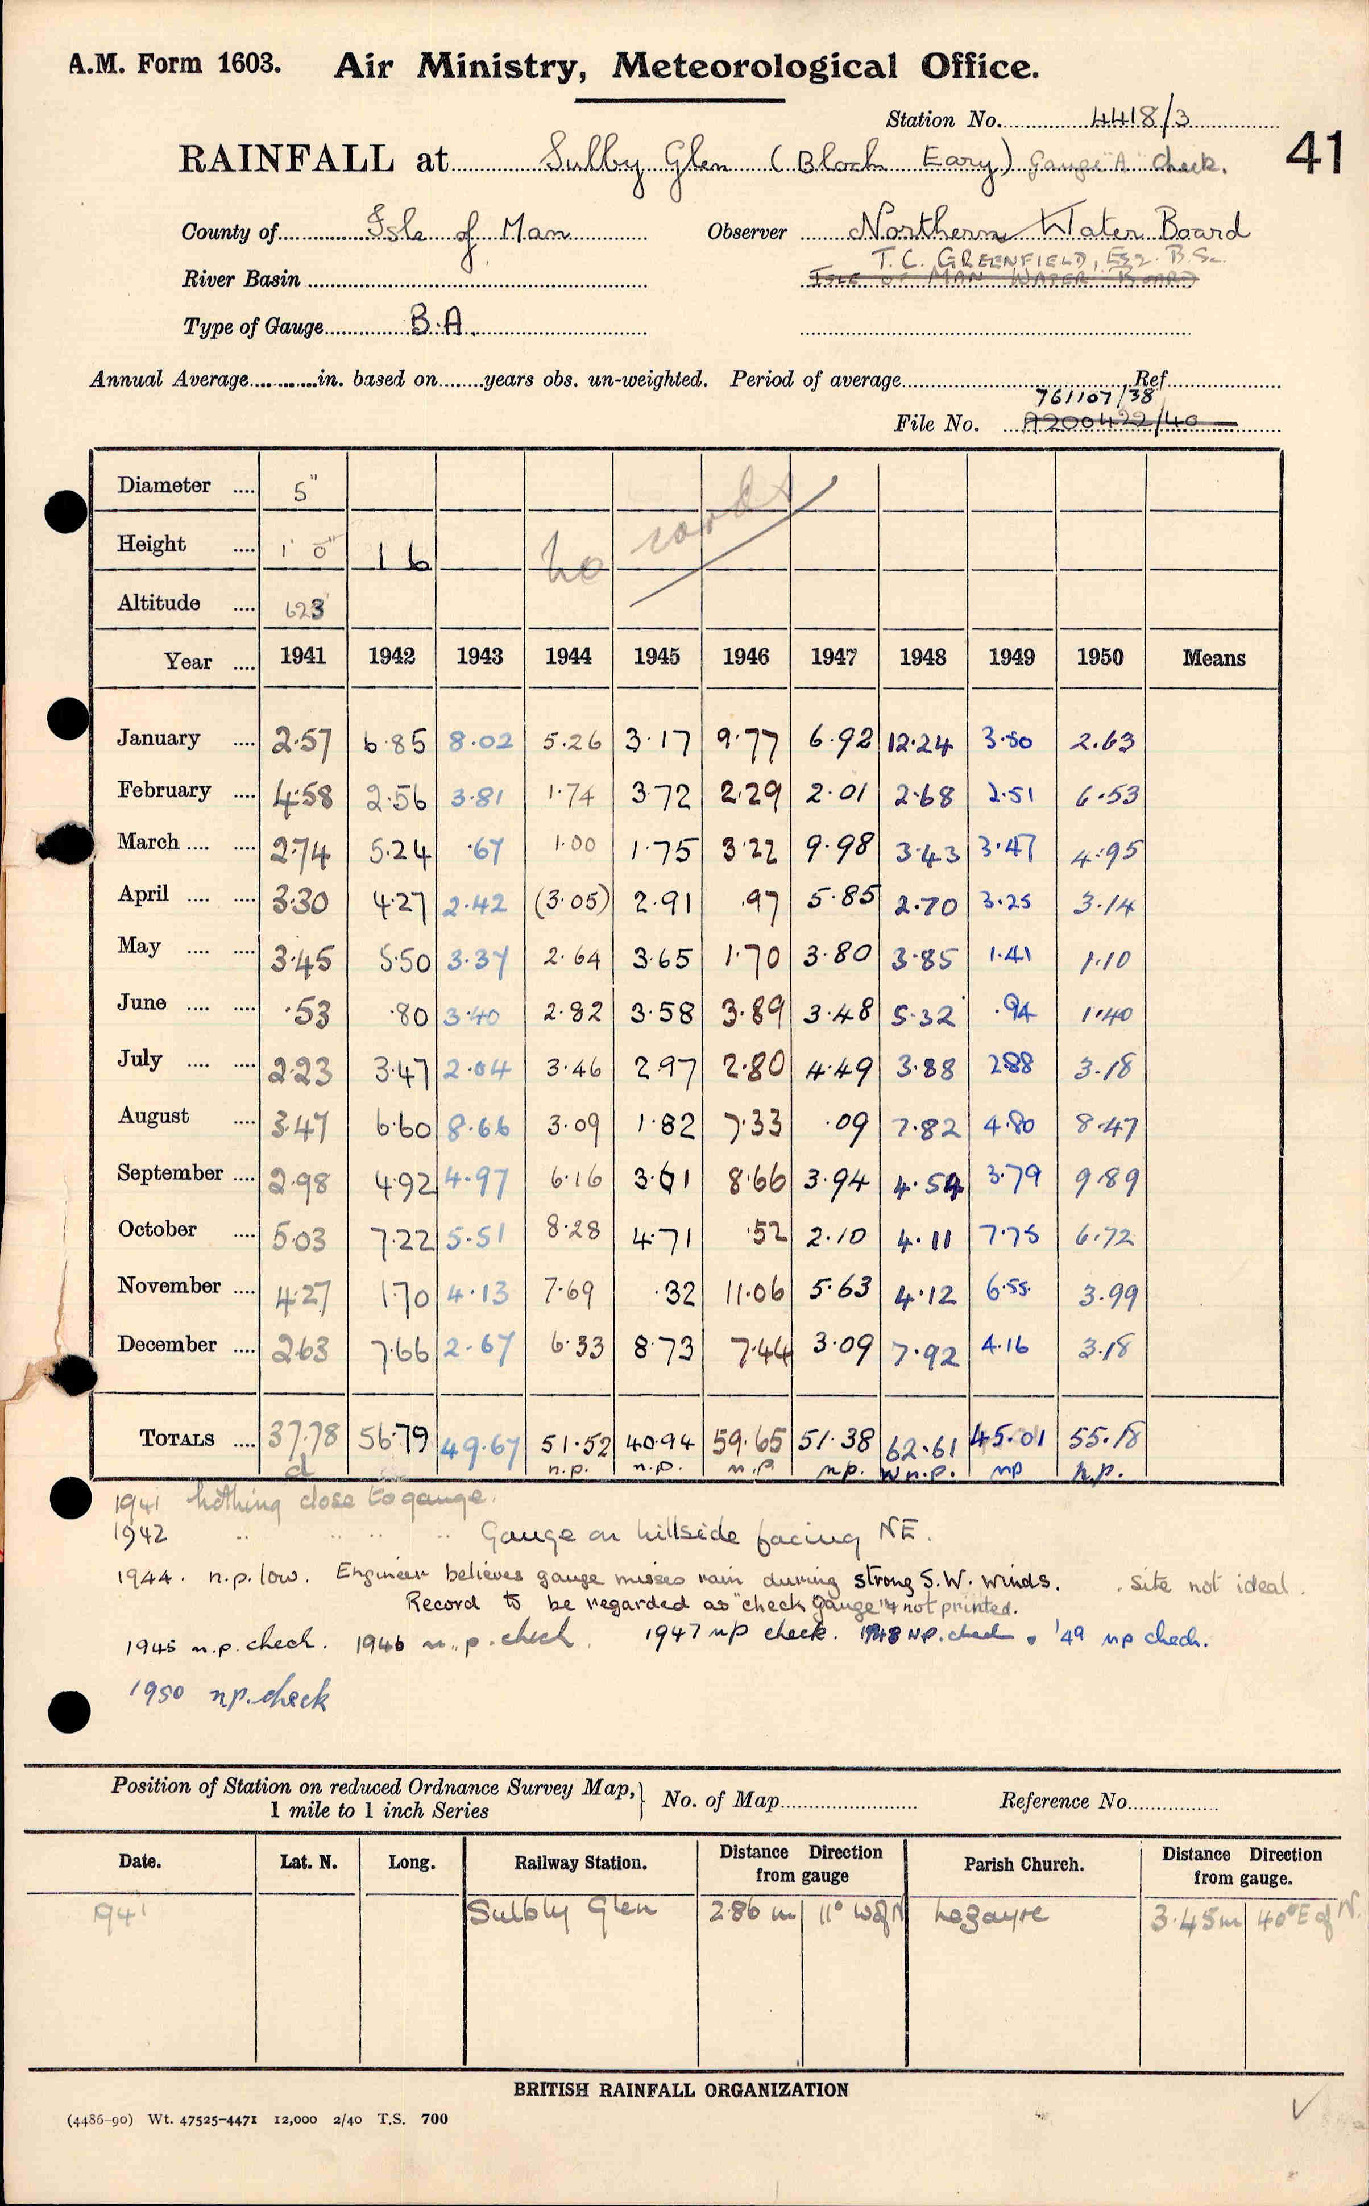 A.M. Form 1603. Air Ministry, Meteorological Office.
Station No. 4418/3
RAINFALL at Sulby Glen (Block Eary) Gauge "A" Check. 41
County of Isle of Man Observer Northern Water Board
T. C. GREENFIELD, Esq. B.Sc.
River Basin ISLE OF MAN WATER BOARD
Type of Gauge B.A.
Annual Average in. based on years obs. un-weighted. Period of average Ref.
761107/38
File No. A200422/40
Diameter 5"
Height 1' 0" 1 6 no cards
Altitude 623
Year 1941 1942 1943 1944 1945 1946 1947 1948 1949 1950 Means
January 2.57 6.85 8.02 5.26 3.17 9.77 6.92 12.24 3.50 2.63
February 4.58 2.56 3.81 1.74 3.72 2.29 2.01 2.68 2.51 6.53
March 2.74 5.24 .67 1.00 1.75 3.22 9.98 3.43 3.47 4.95
April 3.30 4.27 2.42 (3.05) 2.91 .97 5.85 2.70 3.25 3.14
May 3.45 5.50 3.37 2.64 3.65 1.70 3.80 3.85 1.41 1.10
June .53 .80 3.40 2.82 3.58 3.89 3.48 5.32 .94 1.40
July 2.23 3.47 2.04 3.46 2.97 2.80 4.49 3.88 2.88 3.18
August 3.47 6.60 8.66 3.09 1.82 7.33 .09 7.82 4.80 8.47
September 2.98 4.92 4.97 6.16 3.61 8.66 3.94 4.54 3.79 9.89
October 5.03 7.22 5.51 8.28 4.71 .52 2.10 4.11 7.75 6.72
November 4.27 1.70 4.13 7.69 .32 11.06 5.63 4.12 6.55 3.99
December 2.63 7.66 2.67 6.33 8.73 7.44 3.09 7.92 4.16 3.18
TOTALS 37.78 56.79 49.67 51.52 40.94 59.65 51.38 62.61 45.01 55.18
d n.p. n.p. n.p n.p. w n.p. np n.p.
1941 Nothing close to gauge.
1942 " " " " Gauge on hillside facing NE.
1944. n.p. low. Engineer believes gauge misses rain during strong S.W. winds. Site not ideal.
Record to be regarded as "check gauge" & not printed.
1945 n.p. check. 1946 n.p. check. 1947 np check. 1948 NP. check. '49 np check.
1950 np. check
Position of Station on reduced Ordnance Survey Map,} No. of Map Reference No.
1 mile to 1 inch Series
Date. Lat. N. Long. Railway Station. Distance Direction from gauge Parish Church. Distance Direction from gauge.
1941 Sulby Glen 2.86 m 11° W of N Lezayre 3.45 m 40° E of N.
BRITISH RAINFALL ORGANIZATION
(4486-90) Wt. 47525-4471 12,000 2/40 T.S. 700